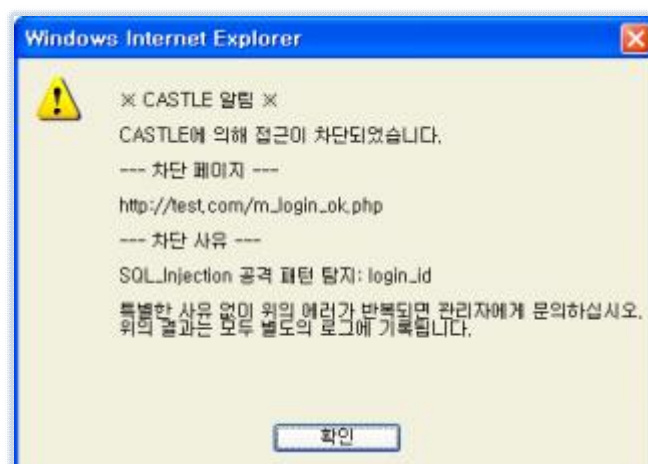 Windows Internet Explorer
※ CASTLE 알림 ※
CASTLE에 의해 접근이 차단되었습니다.
--- 차단 페이지 ---
http://test.com/m_login_ok.php
--- 차단 사유 ---
SQL_Injection 공격 패턴 탐지: login_id
특별한 사유 없이 위의 에러가 반복되면 관리자에게 문의하십시오.
위의 결과는 모두 별도의 로그에 기록됩니다.
확인